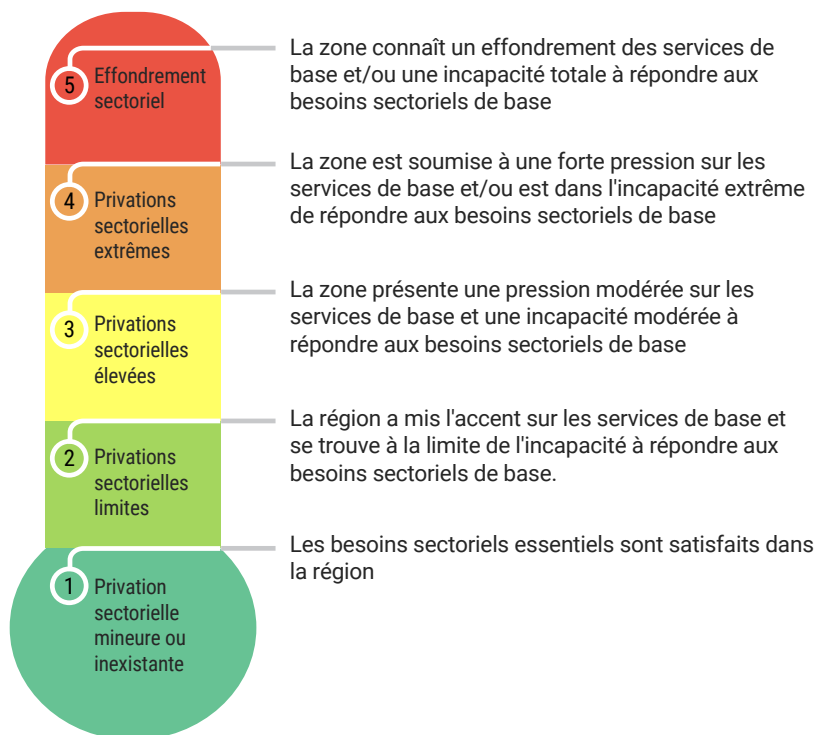 5
Effondrement
sectoriel
La zone connaît un effondrement des services de
base et/ou une incapacité totale à répondre aux
besoins sectoriels de base
4
Privations
sectorielles
extrêmes
La zone est soumise à une forte pression sur les
services de base et/ou est dans l'incapacité extrême
de répondre aux besoins sectoriels de base
3
Privations
sectorielles
élevées
La zone présente une pression modérée sur les
services de base et une incapacité modérée à
répondre aux besoins sectoriels de base
2
Privations
sectorielles
limites
La région a mis l'accent sur les services de base et
se trouve à la limite de l'incapacité à répondre aux
besoins sectoriels de base.
1
Privation
sectorielle
mineure ou
inexistante
Les besoins sectoriels essentiels sont satisfaits dans
la région